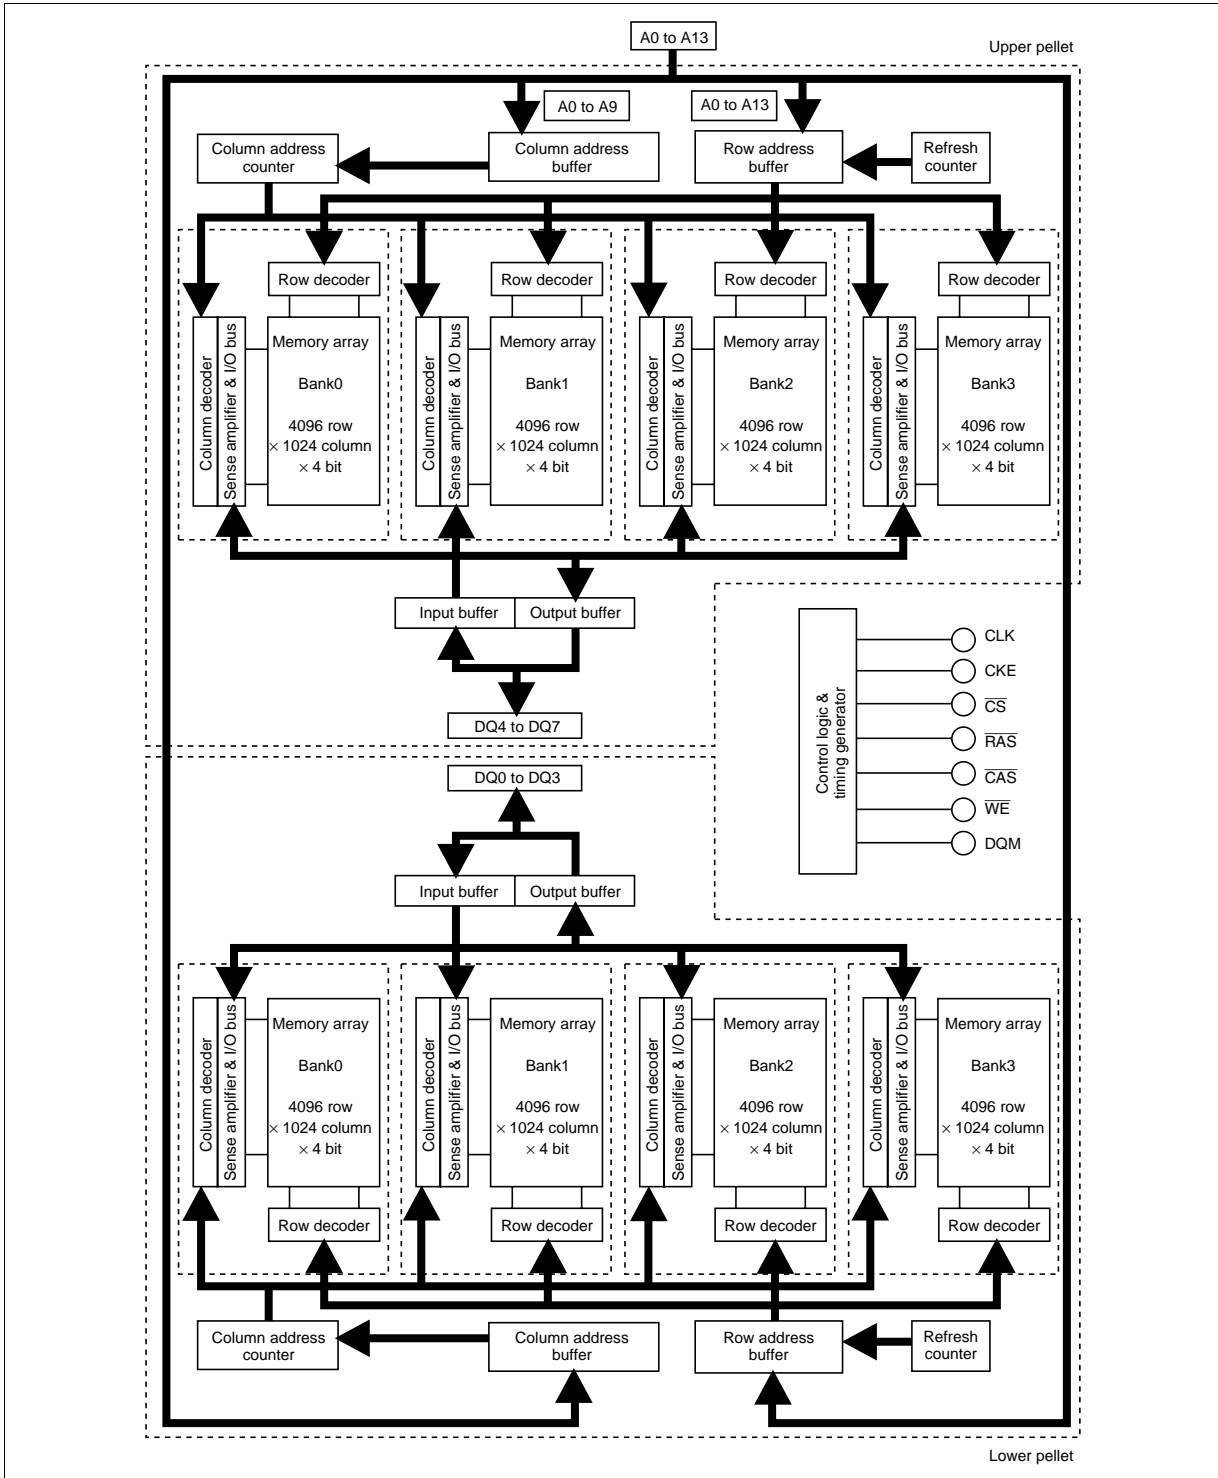 A0 to A13
Upper pellet
A0 to A9
A0 to A13
Column address
counter
Column address
buffer
Row address
buffer
Refresh
counter
Row decoder
Row decoder
Row decoder
Row decoder
Column decoder
Sense amplifier & I/O bus
Memory array
Bank0
4096 row
× 1024 column
× 4 bit
Column decoder
Sense amplifier & I/O bus
Memory array
Bank1
4096 row
× 1024 column
× 4 bit
Column decoder
Sense amplifier & I/O bus
Memory array
Bank2
4096 row
× 1024 column
× 4 bit
Column decoder
Sense amplifier & I/O bus
Memory array
Bank3
4096 row
× 1024 column
× 4 bit
Input buffer
Output buffer
DQ4 to DQ7
Control logic &
timing generator
CLK
CKE
C̅S̅
R̅A̅S̅
C̅A̅S̅
W̅E̅
DQM
DQ0 to DQ3
Input buffer
Output buffer
Column decoder
Sense amplifier & I/O bus
Memory array
Bank0
4096 row
× 1024 column
× 4 bit
Column decoder
Sense amplifier & I/O bus
Memory array
Bank1
4096 row
× 1024 column
× 4 bit
Column decoder
Sense amplifier & I/O bus
Memory array
Bank2
4096 row
× 1024 column
× 4 bit
Column decoder
Sense amplifier & I/O bus
Memory array
Bank3
4096 row
× 1024 column
× 4 bit
Row decoder
Row decoder
Row decoder
Row decoder
Column address
counter
Column address
buffer
Row address
buffer
Refresh
counter
Lower pellet